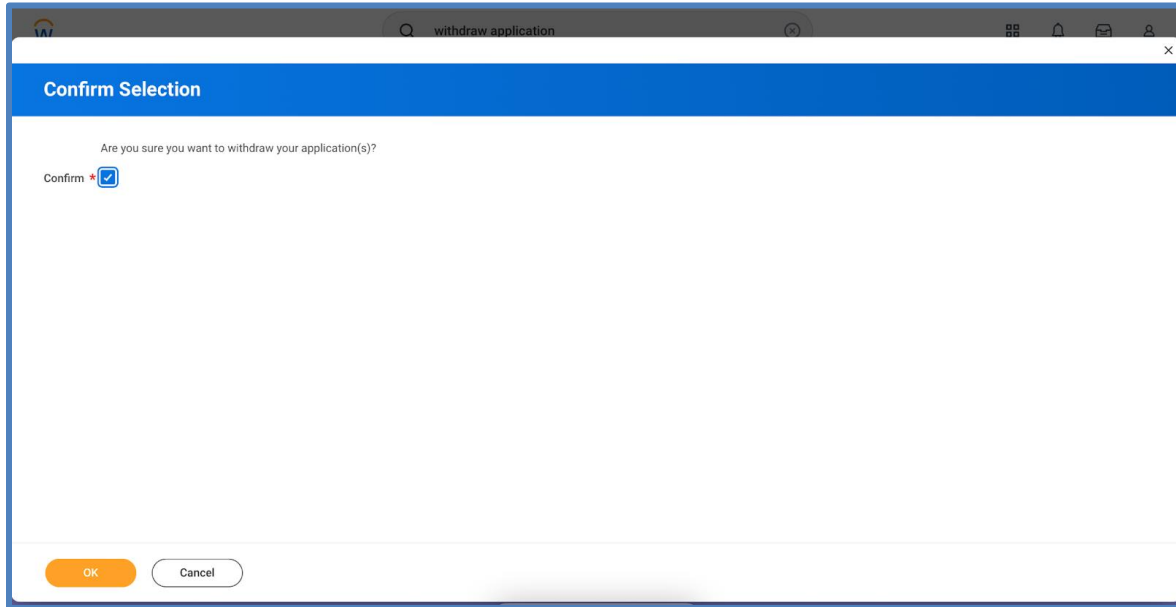 W
withdraw application
Confirm Selection
Are you sure you want to withdraw your application(s)?
Confirm *
OK
Cancel